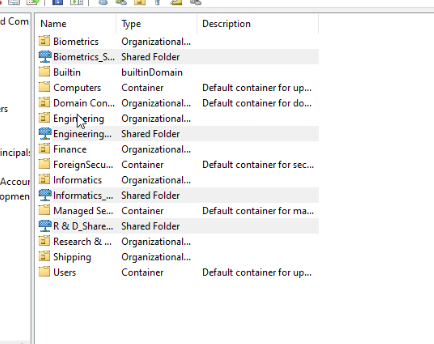 d Com
Name Type Description
Biometrics Organizational...
Biometrics_S... Shared Folder
Builtin builtinDomain
Computers Container Default container for up...
Domain Con... Organizational... Default container for do...
Engineering Organizational...
rs
Engineering... Shared Folder
Finance Organizational...
incipals
ForeignSecu... Container Default container for sec...
Informatics Organizational...
Accour
Informatics_... Shared Folder
opmen
Managed Se... Container Default container for ma...
R & D_Share... Shared Folder
Research & ... Organizational...
Shipping Organizational...
Users Container Default container for up...